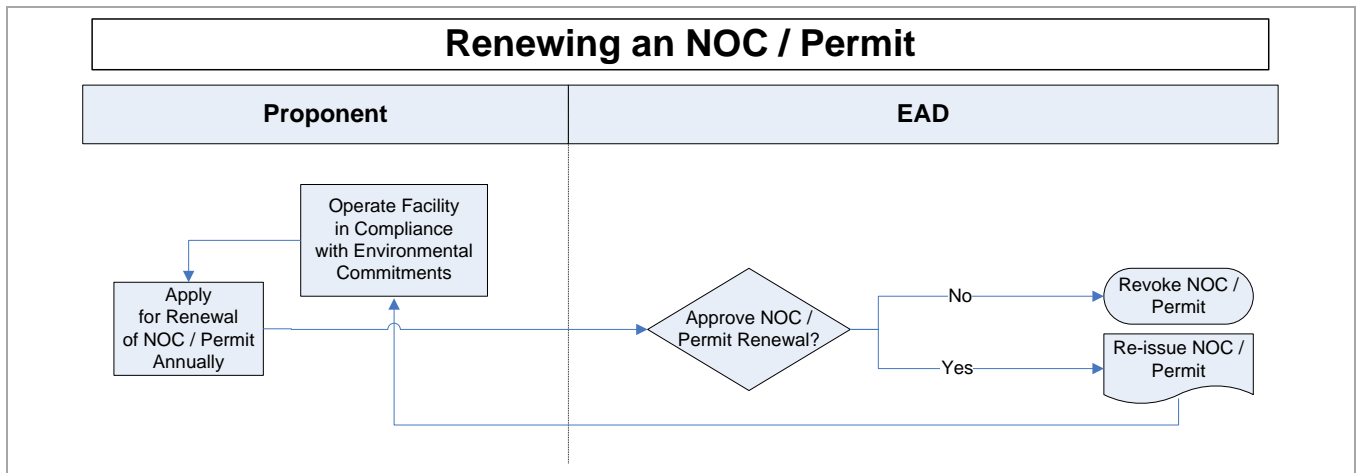 Renewing an NOC / Permit
Proponent
EAD
Operate Facility
in Compliance
with Environmental
Commitments
Apply
for Renewal
of NOC / Permit
Annually
Approve NOC /
Permit Renewal?
No
Yes
Revoke NOC /
Permit
Re-issue NOC /
Permit